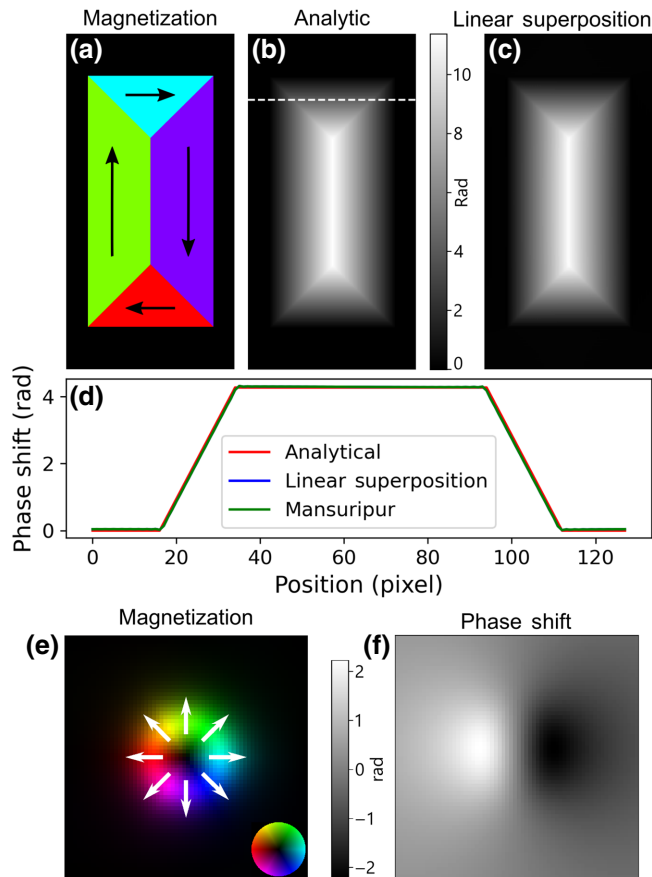 Magnetization Analytic Linear superposition
(a) (b) (c)
10
8
6
4
2
0
Rad
(d)
4
2
0
Phase shift (rad)
Analytical
Linear superposition
Mansuripur
0 20 40 60 80 100 120
Position (pixel)
Magnetization Phase shift
(e) (f)
2
1
0
-1
-2
rad